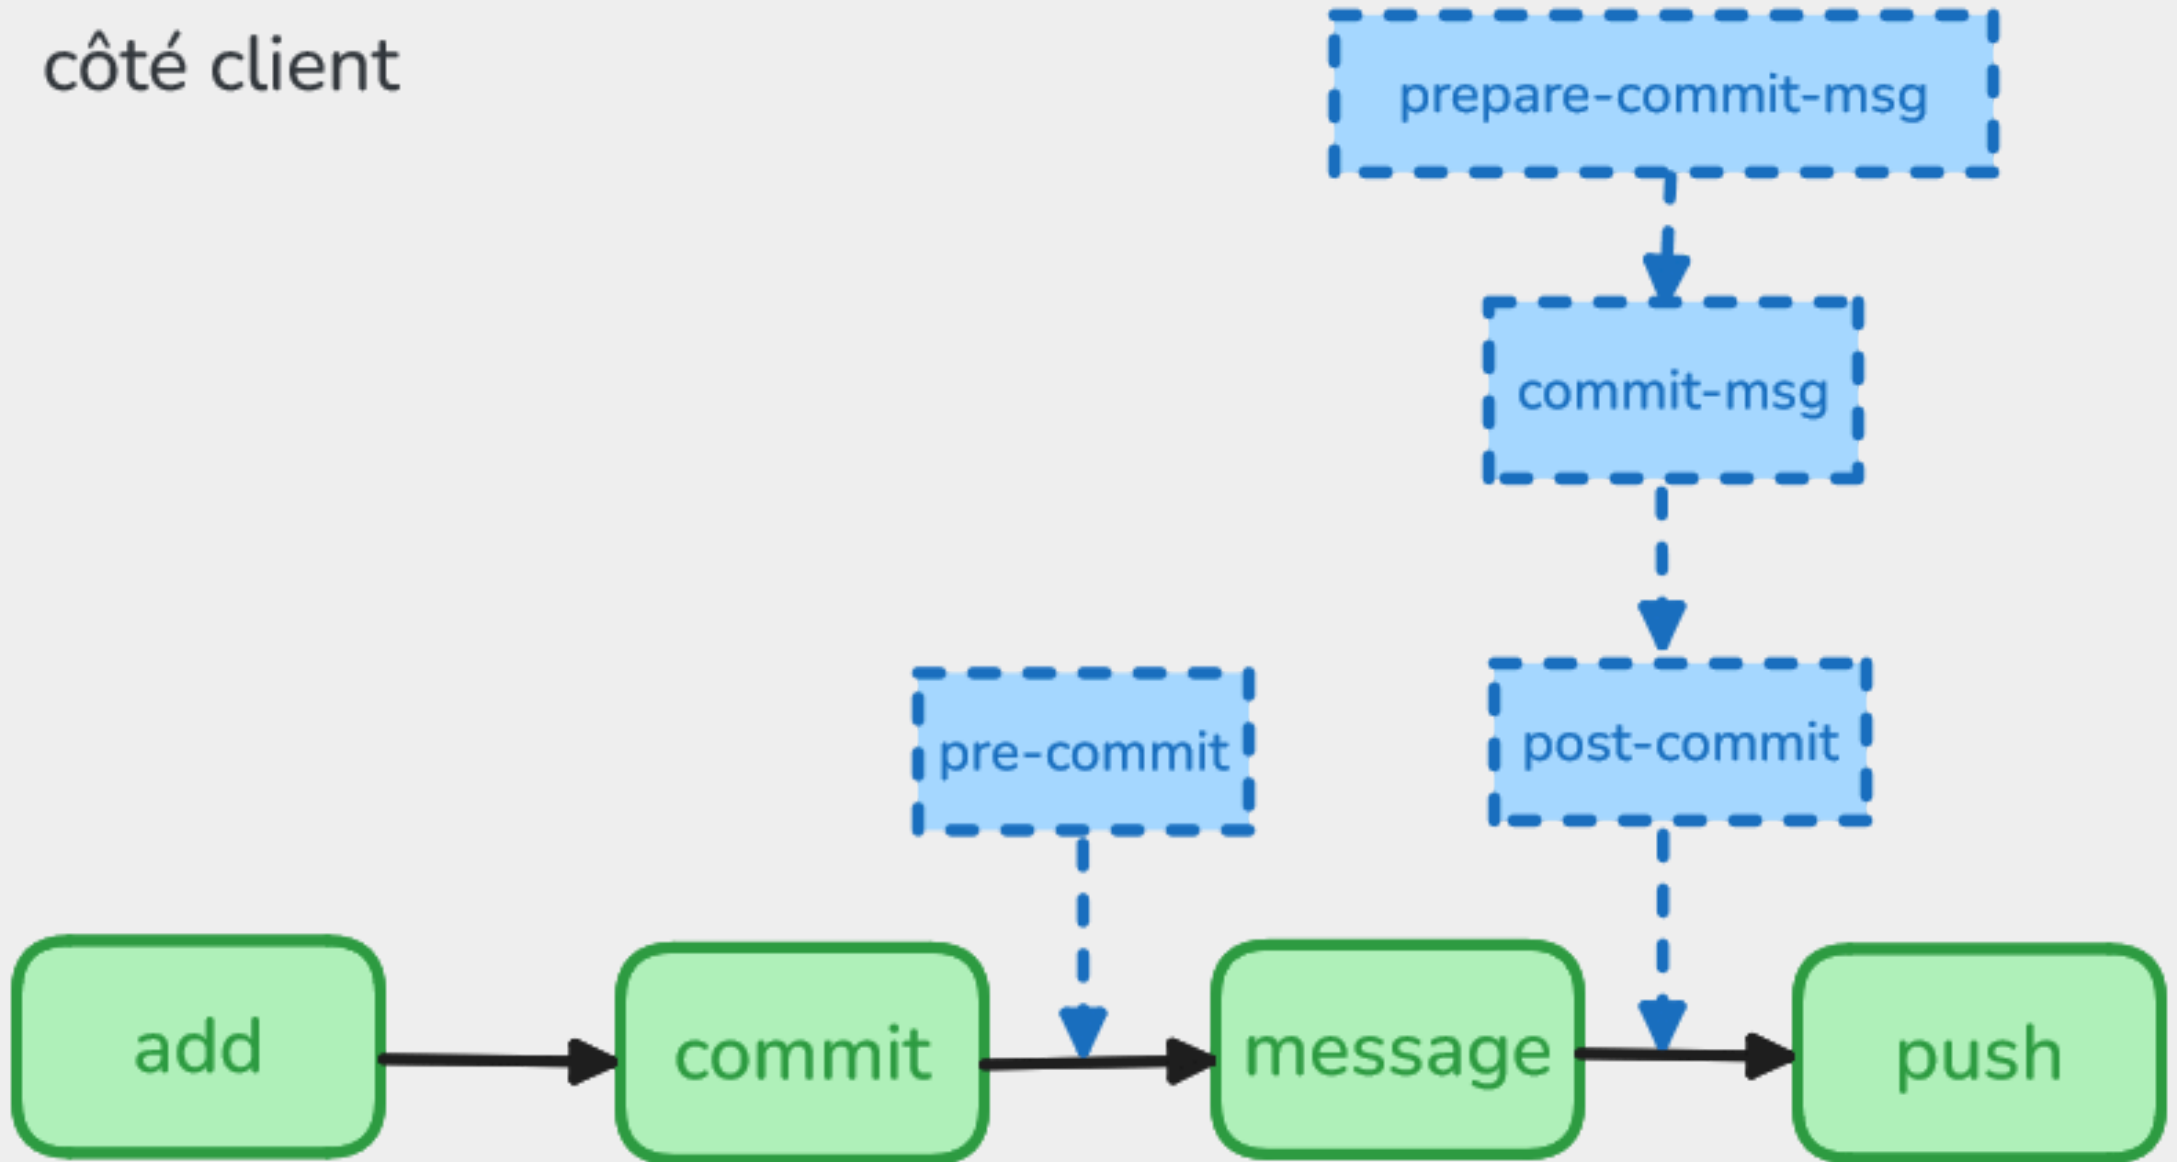 côté client
prepare-commit-msg
commit-msg
pre-commit
post-commit
add
commit
message
push